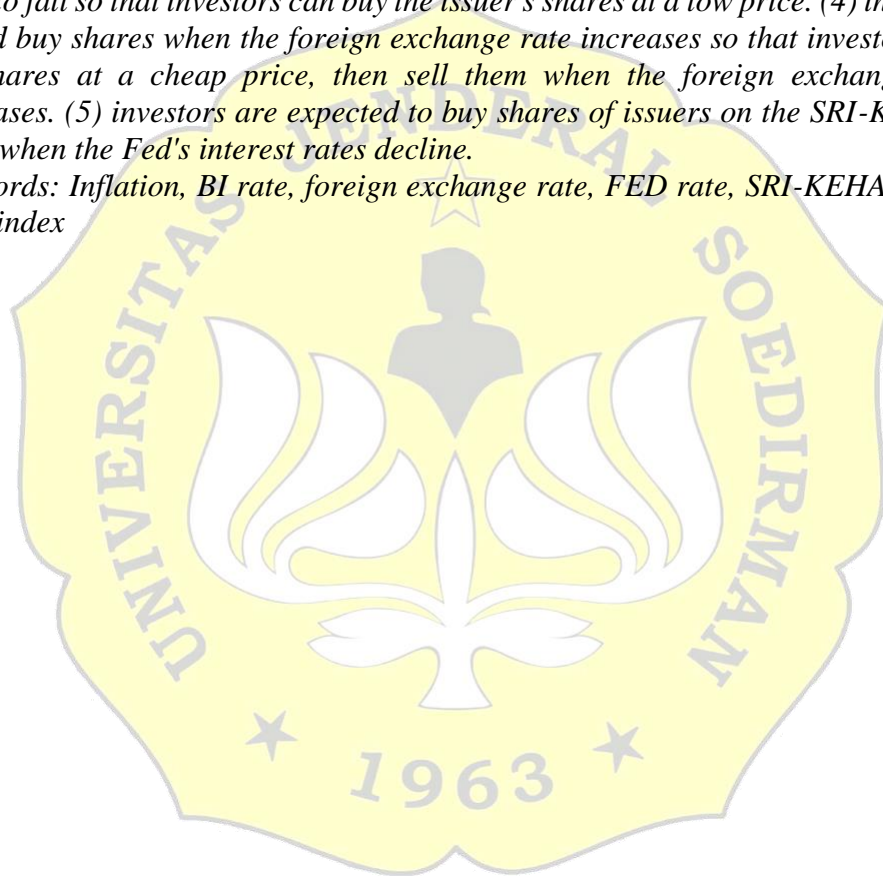 to fall so that investors can buy the issuer's shares at a low price. (4) in
d buy shares when the foreign exchange rate increases so that investo
hares at a cheap price, then sell them when the foreign exchang
ases. (5) investors are expected to buy shares of issuers on the SRI-K
when the Fed's interest rates decline.
ords: Inflation, BI rate, foreign exchange rate, FED rate, SRI-KEHA
index
UNIVERSITAS JENDERAL SOEDIRMAN
1963